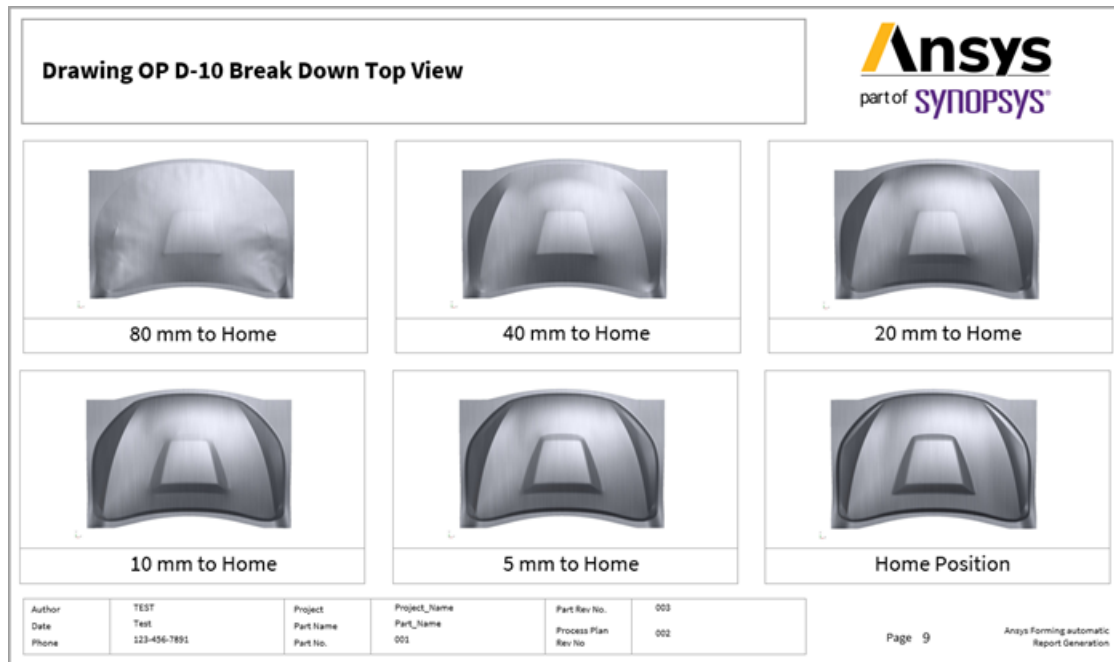 Drawing OP D-10 Break Down Top View
Ansys
part of SYNOPSYS®
80 mm to Home
40 mm to Home
20 mm to Home
10 mm to Home
5 mm to Home
Home Position
Author TEST Project Project_Name Part Rev No. 003
Date Test Part Name Part_Name Process Plan Rev No 002
Phone 123-456-7891 Part No. 001
Page 9
Ansys Forming automatic
Report Generation